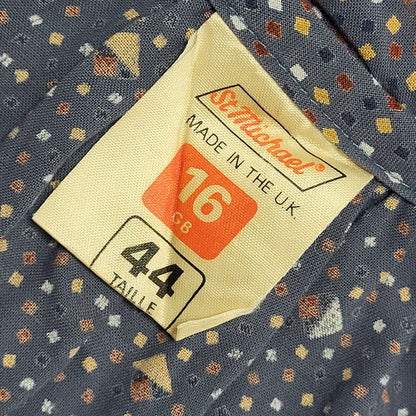 St Michael®
MADE IN THE U.K.
16
GB
44
TAILLE